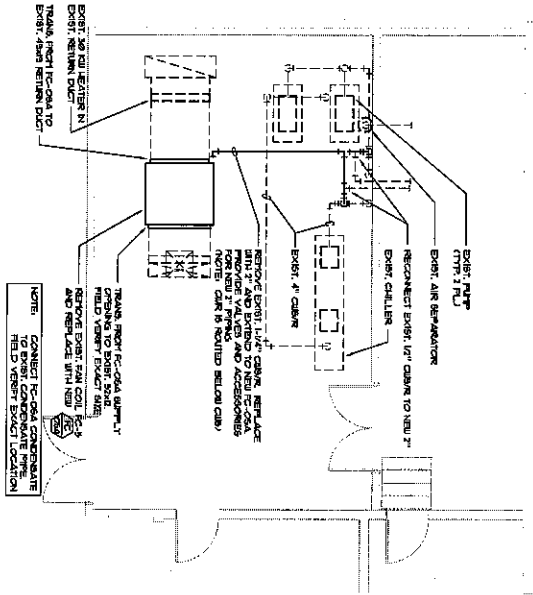 EXIST. PUMP
(TYP. 2 PL.)
EXIST. AIR SEPARATOR
RECONNECT EXIST. 1/2" CWS/R TO NEW 2"
EXIST. CHILLER
EXIST. 4" CWS/R
REMOVE EXIST. 1-1/4" CWS/R. REPLACE
WITH 2" AND EXTEND TO NEW FC-05A.
PROVIDE VALVES AND ACCESSORIES
FOR NEW 2" PIPING
(NOTE: CWR IS ROUTED BELOW CWS)
TRANS. FROM FC-05A SUPPLY
OPENING TO EXIST.
FIELD VERIFY EXACT SIZE
REMOVE EXIST. FAN COIL FC-5
AND REPLACE WITH NEW
FC
05A
EXIST. 30 KW HEATER IN
EXIST. RETURN DUCT
TRANS. FROM FC-05A TO
EXIST. RETURN DUCT
NOTE: CONNECT FC-05A CONDENSATE
TO EXIST. CONDENSATE PIPE.
FIELD VERIFY EXACT LOCATION